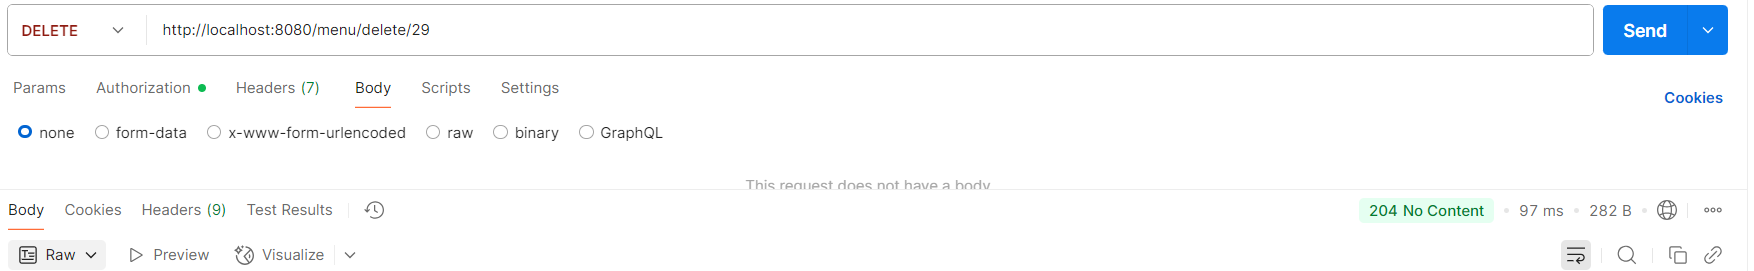 DELETE http://localhost:8080/menu/delete/29 Send
Params Authorization Headers (7) Body Scripts Settings Cookies
none form-data x-www-form-urlencoded raw binary GraphQL
This request does not have a body
Body Cookies Headers (9) Test Results 204 No Content 97 ms 282 B
Raw Preview Visualize